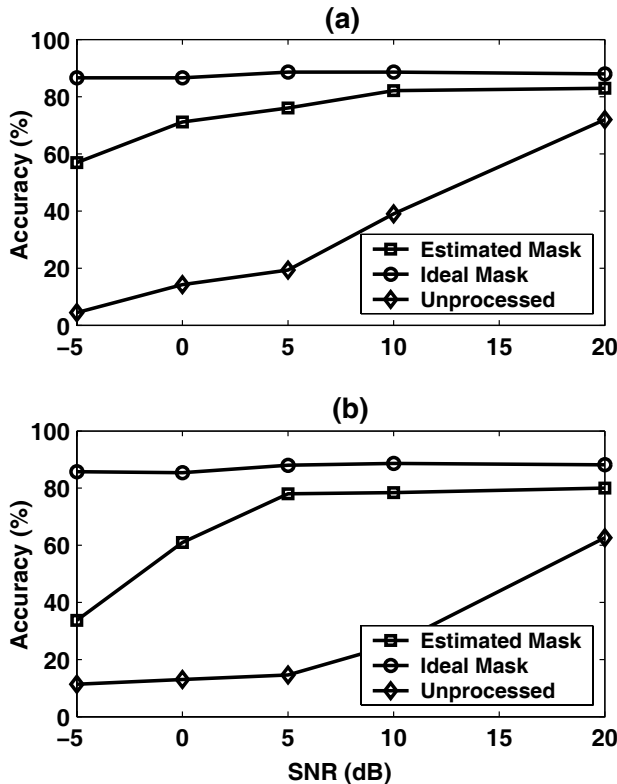 (a)
100
80
60
40
20
0
Accuracy (%)
Estimated Mask
Ideal Mask
Unprocessed
−5 0 5 10 15 20
(b)
100
80
60
40
20
0
Accuracy (%)
Estimated Mask
Ideal Mask
Unprocessed
−5 0 5 10 15 20
SNR (dB)